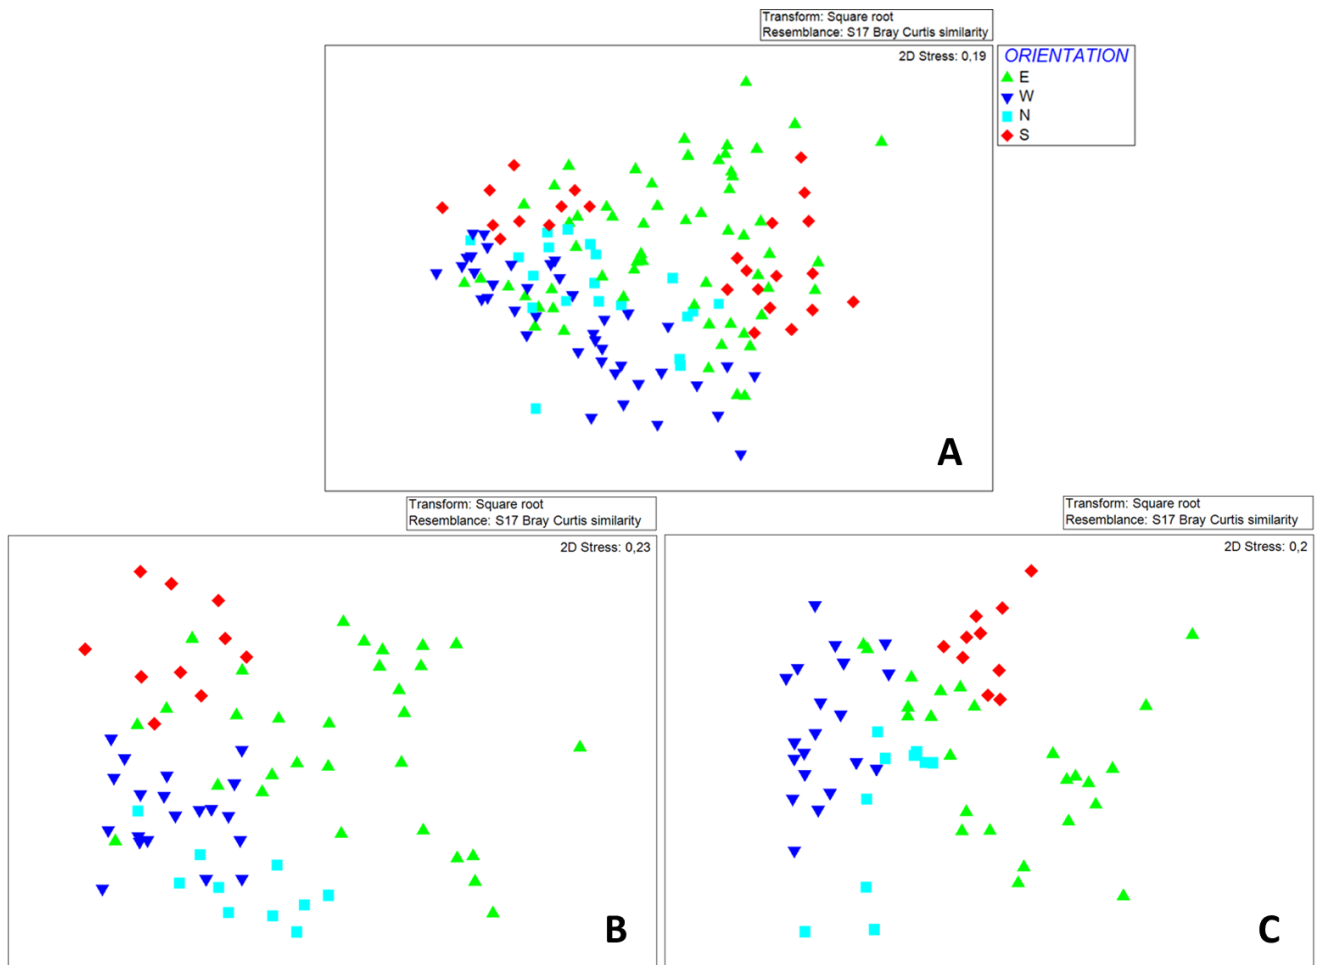 Transform: Square root
Resemblance: S17 Bray Curtis similarity
2D Stress: 0,19
ORIENTATION
E
W
N
S
A
Transform: Square root
Resemblance: S17 Bray Curtis similarity
2D Stress: 0,23
B
Transform: Square root
Resemblance: S17 Bray Curtis similarity
2D Stress: 0,2
C